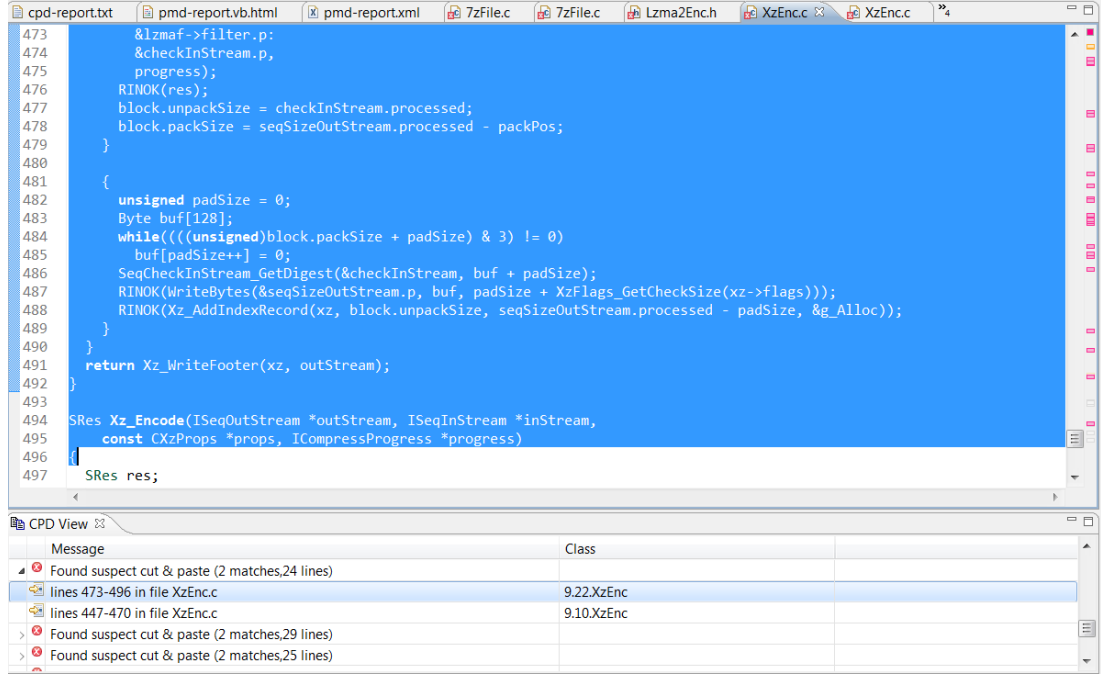 cpd-report.txt pmd-report.vb.html pmd-report.xml 7zFile.c 7zFile.c Lzma2Enc.h XzEnc.c XzEnc.c »4
473 &lzmaf->filter.p:
474 &checkInStream.p,
475 progress);
476 RINOK(res);
477 block.unpackSize = checkInStream.processed;
478 block.packSize = seqSizeOutStream.processed - packPos;
479 }
480
481 {
482 unsigned padSize = 0;
483 Byte buf[128];
484 while((((unsigned)block.packSize + padSize) & 3) != 0)
485 buf[padSize++] = 0;
486 SeqCheckInStream_GetDigest(&checkInStream, buf + padSize);
487 RINOK(WriteBytes(&seqSizeOutStream.p, buf, padSize + XzFlags_GetCheckSize(xz->flags)));
488 RINOK(Xz_AddIndexRecord(xz, block.unpackSize, seqSizeOutStream.processed - padSize, &g_Alloc));
489 }
490 }
491 return Xz_WriteFooter(xz, outStream);
492 }
493
494 SRes Xz_Encode(ISeqOutStream *outStream, ISeqInStream *inStream,
495 const CXzProps *props, ICompressProgress *progress)
496 {
497 SRes res;
CPD View
Message Class
Found suspect cut & paste (2 matches,24 lines)
lines 473-496 in file XzEnc.c 9.22.XzEnc
lines 447-470 in file XzEnc.c 9.10.XzEnc
Found suspect cut & paste (2 matches,29 lines)
Found suspect cut & paste (2 matches,25 lines)